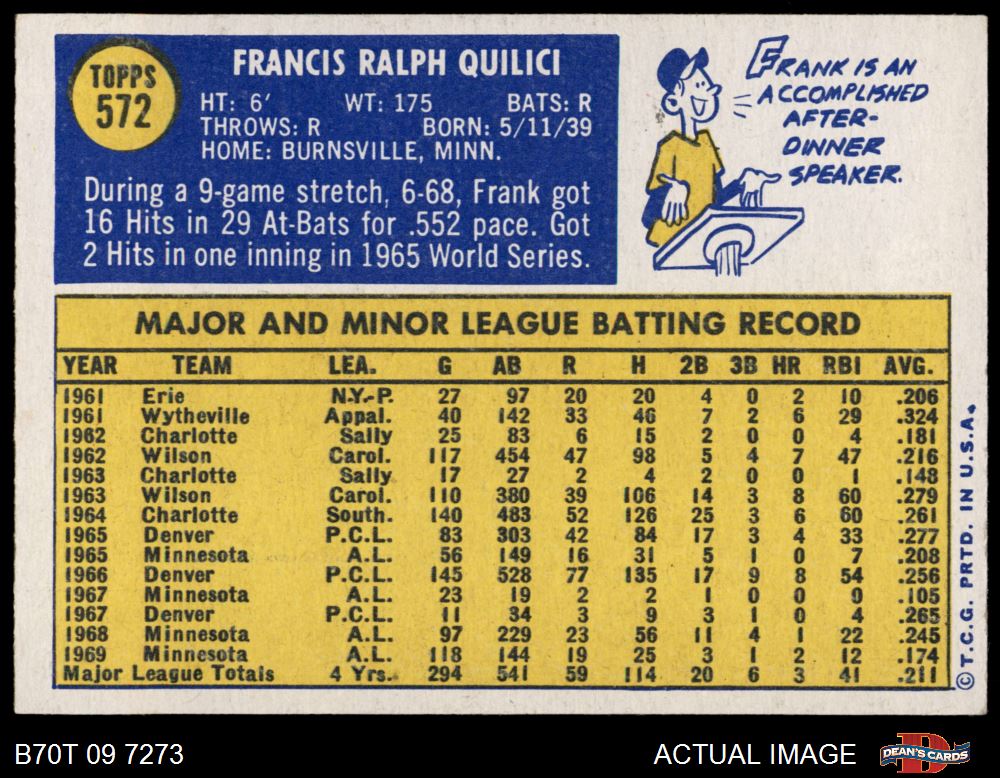 TOPPS
572
FRANCIS RALPH QUILICI
HT: 6' WT: 175 BATS: R
THROWS: R BORN: 5/11/39
HOME: BURNSVILLE, MINN.
During a 9-game stretch, 6-68, Frank got
16 Hits in 29 At-Bats for .552 pace. Got
2 Hits in one inning in 1965 World Series.
FRANK IS AN
ACCOMPLISHED
AFTER-
DINNER
SPEAKER.
MAJOR AND MINOR LEAGUE BATTING RECORD
YEAR TEAM LEA. G AB R H 2B 3B HR RBI AVG.
1961 Erie N.Y.-P. 27 97 20 20 4 0 2 10 .206
1961 Wytheville Appal. 40 142 33 46 7 2 6 29 .324
1962 Charlotte Sally 25 83 6 15 2 0 0 4 .181
1962 Wilson Carol. 117 454 47 98 5 4 7 47 .216
1963 Charlotte Sally 17 27 2 4 2 0 0 1 .148
1963 Wilson Carol. 110 380 39 106 14 3 8 60 .279
1964 Charlotte South. 140 483 52 126 25 3 6 60 .261
1965 Denver P.C.L. 83 303 42 84 17 3 4 33 .277
1965 Minnesota A.L. 56 149 16 31 5 1 0 7 .208
1966 Denver P.C.L. 145 528 77 135 17 9 8 54 .256
1967 Minnesota A.L. 23 19 2 2 1 0 0 0 .105
1967 Denver P.C.L. 11 34 3 9 3 1 0 4 .265
1968 Minnesota A.L. 97 229 23 56 11 4 1 22 .245
1969 Minnesota A.L. 118 144 19 25 3 1 2 12 .174
Major League Totals 4 Yrs. 294 541 59 114 20 6 3 41 .211
©T.C.G. PRTD. IN U.S.A.
B70T 09 7273
ACTUAL IMAGE
D
DEAN'S CARDS